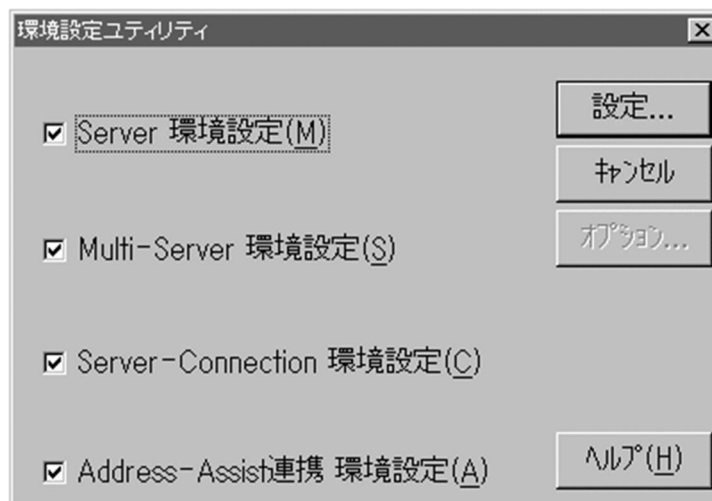 環境設定ユティリティ
Server 環境設定(M)
Multi-Server 環境設定(S)
Server-Connection 環境設定(C)
Address-Assist連携 環境設定(A)
設定...
キャンセル
オプション...
ヘルプ(H)